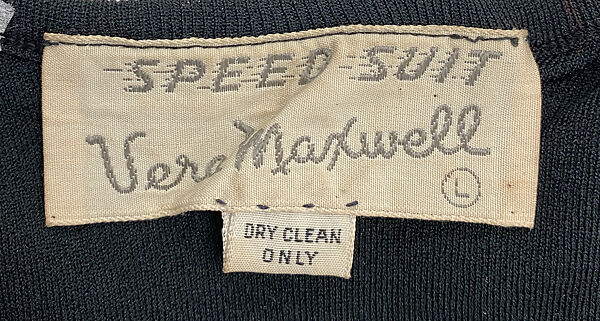 SPEED SUIT
Vera Maxwell
L
DRY CLEAN
ONLY